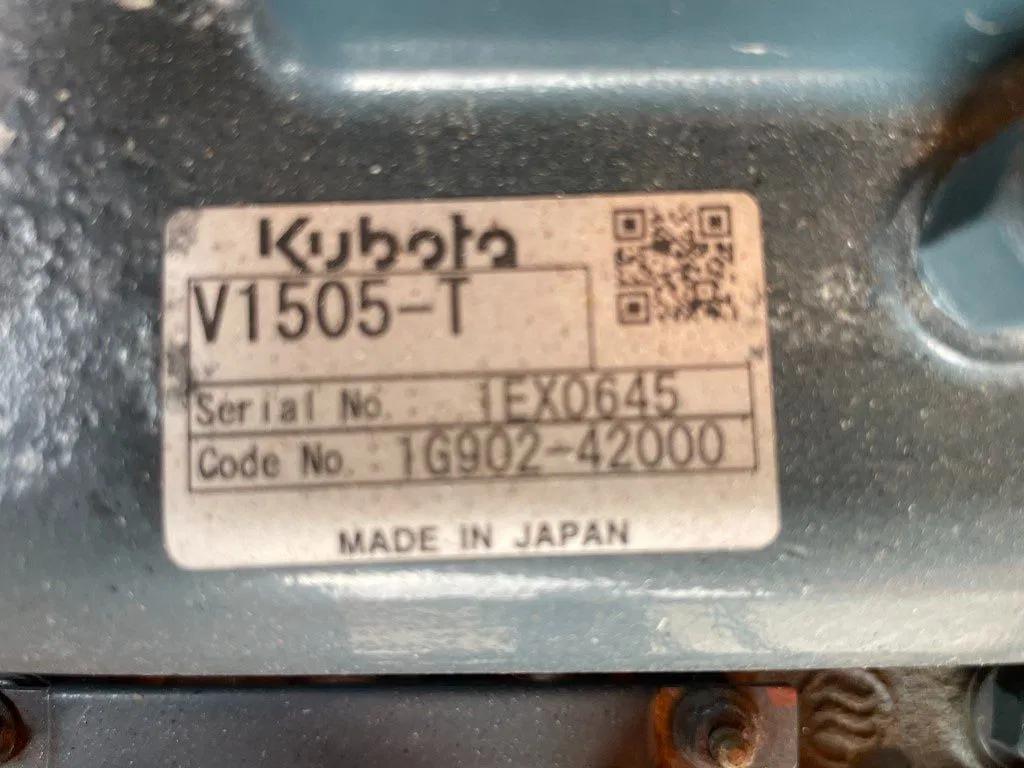 Kubota
V1505-T
Serial No. : 1EX0645
Code No. : 1G902-42000
MADE IN JAPAN